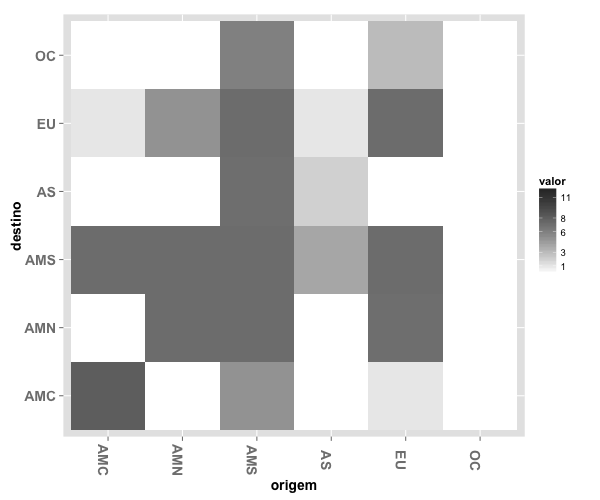 OC
EU
AS
AMS
AMN
AMC
destino
AMC AMN AMS AS EU OC
origem
valor
11
8
6
3
1